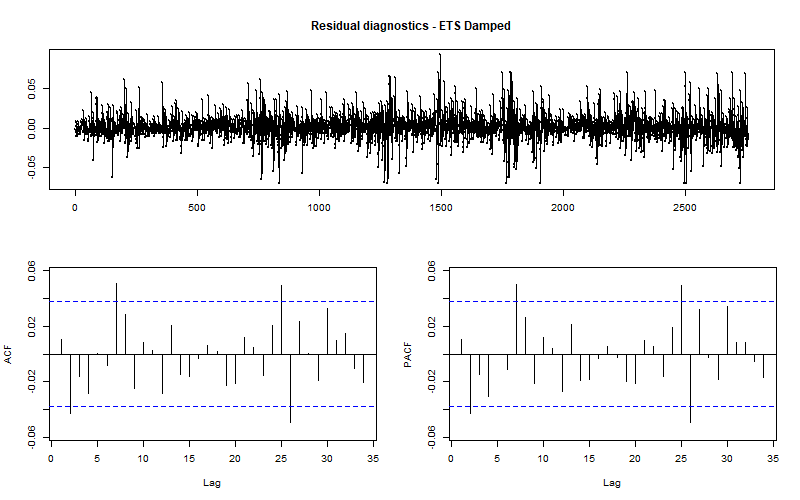 Residual diagnostics - ETS Damped
0.05
0.00
-0.05
0 500 1000 1500 2000 2500
0.06
0.02
-0.02
-0.06
ACF
0 5 10 15 20 25 30 35
Lag
0.06
0.02
-0.02
-0.06
PACF
0 5 10 15 20 25 30 35
Lag